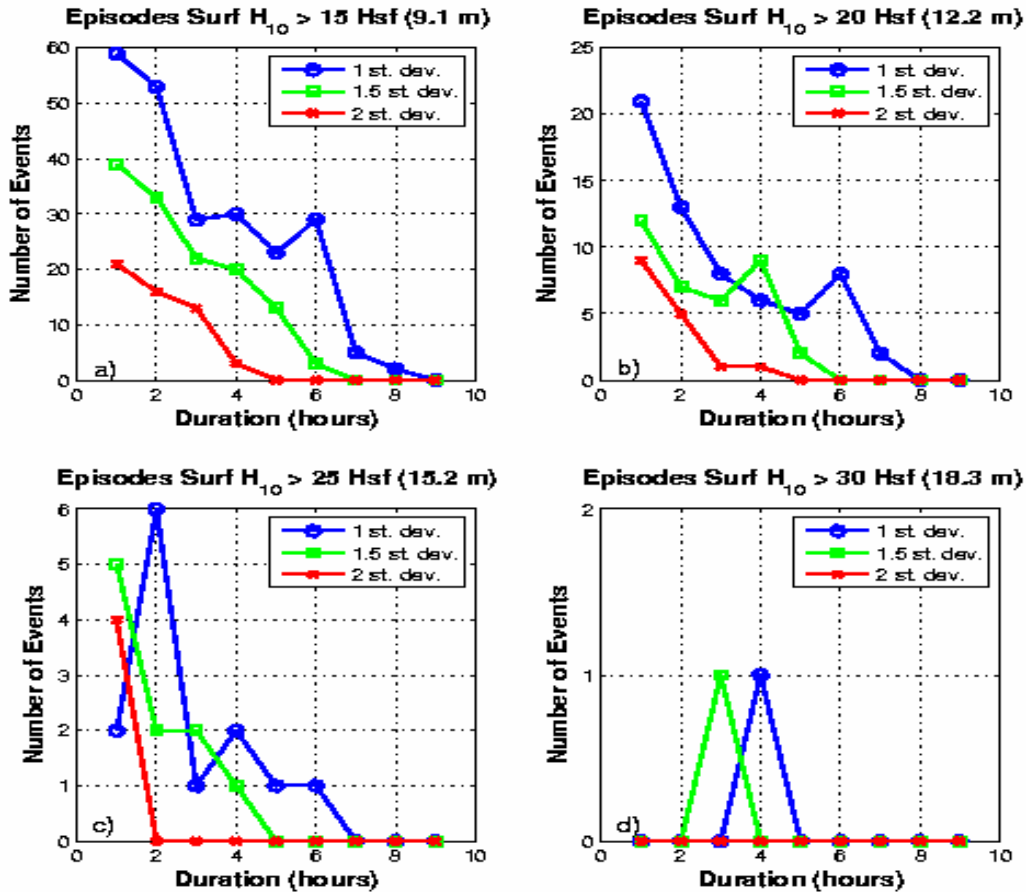 Episodes Surf H10 > 15 Hsf (9.1 m)
60
50
40
30
20
10
0
Number of Events
1 st. dev.
1.5 st. dev.
2 st. dev.
a)
0 2 4 6 8 10
Duration (hours)
Episodes Surf H10 > 20 Hsf (12.2 m)
25
20
15
10
5
0
Number of Events
1 st. dev.
1.5 st. dev.
2 st. dev.
b)
0 2 4 6 8 10
Duration (hours)
Episodes Surf H10 > 25 Hsf (15.2 m)
6
5
4
3
2
1
0
Number of Events
1 st. dev.
1.5 st. dev.
2 st. dev.
c)
0 2 4 6 8 10
Duration (hours)
Episodes Surf H10 > 30 Hsf (18.3 m)
2
1
0
Number of Events
1 st. dev.
1.5 st. dev.
2 st. dev.
d)
0 2 4 6 8 10
Duration (hours)